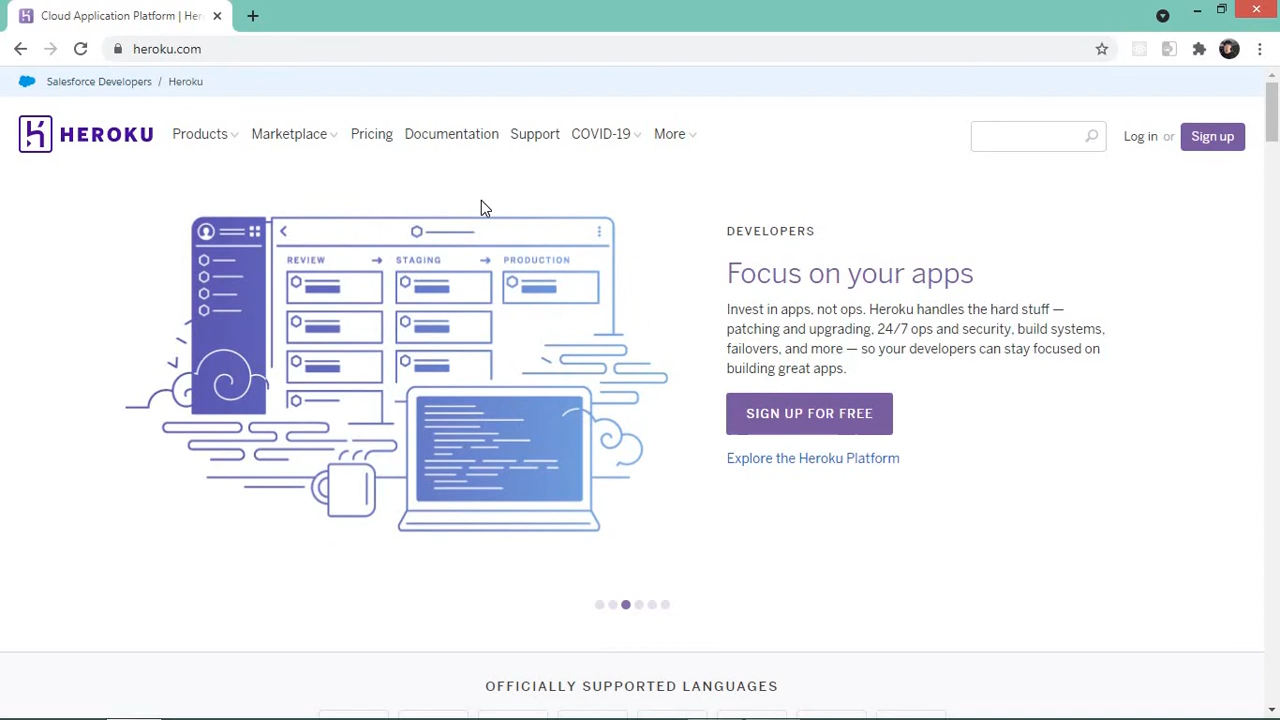 Cloud Application Platform | Her
heroku.com
Salesforce Developers / Heroku
HEROKU
Products
Marketplace
Pricing
Documentation
Support
COVID-19
More
Log in or
Sign up
REVIEW
STAGING
PRODUCTION
DEVELOPERS
Focus on your apps
Invest in apps, not ops. Heroku handles the hard stuff —
patching and upgrading, 24/7 ops and security, build systems,
failovers, and more — so your developers can stay focused on
building great apps.
SIGN UP FOR FREE
Explore the Heroku Platform
OFFICIALLY SUPPORTED LANGUAGES